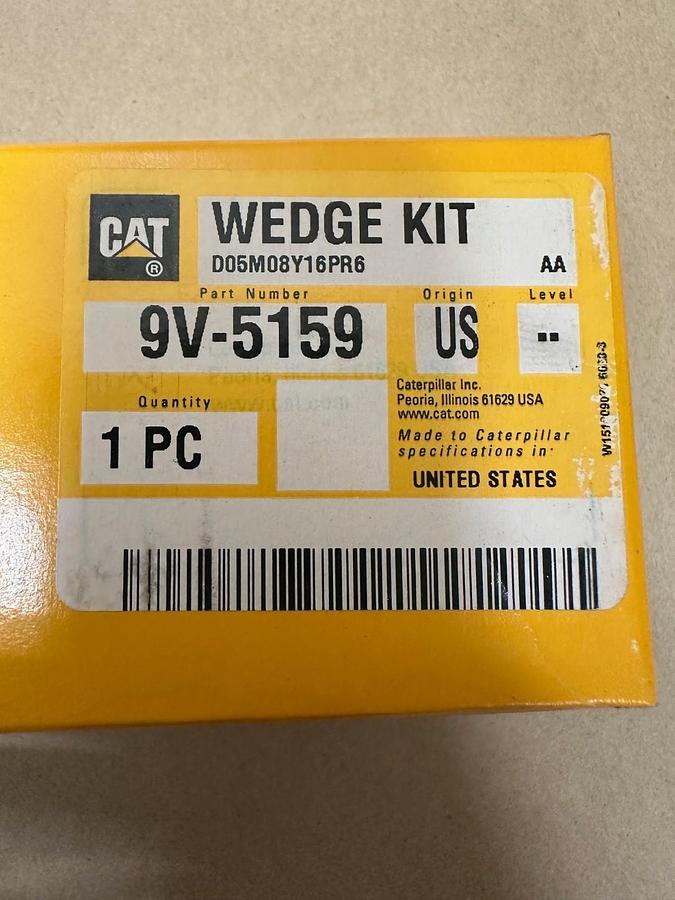 CAT
®
WEDGE KIT
D05M08Y16PR6 AA
Part Number Origin Level
9V-5159 US --
Caterpillar Inc.
Peoria, Illinois 61629 USA
www.cat.com
Quantity
1 PC
Made to Caterpillar
specifications in:
UNITED STATES